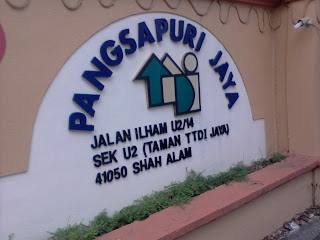 PANGSAPURI JAYA
JALAN ILHAM U2/14
SEK U2 (TAMAN TTDI JAYA)
41050 SHAH ALAM